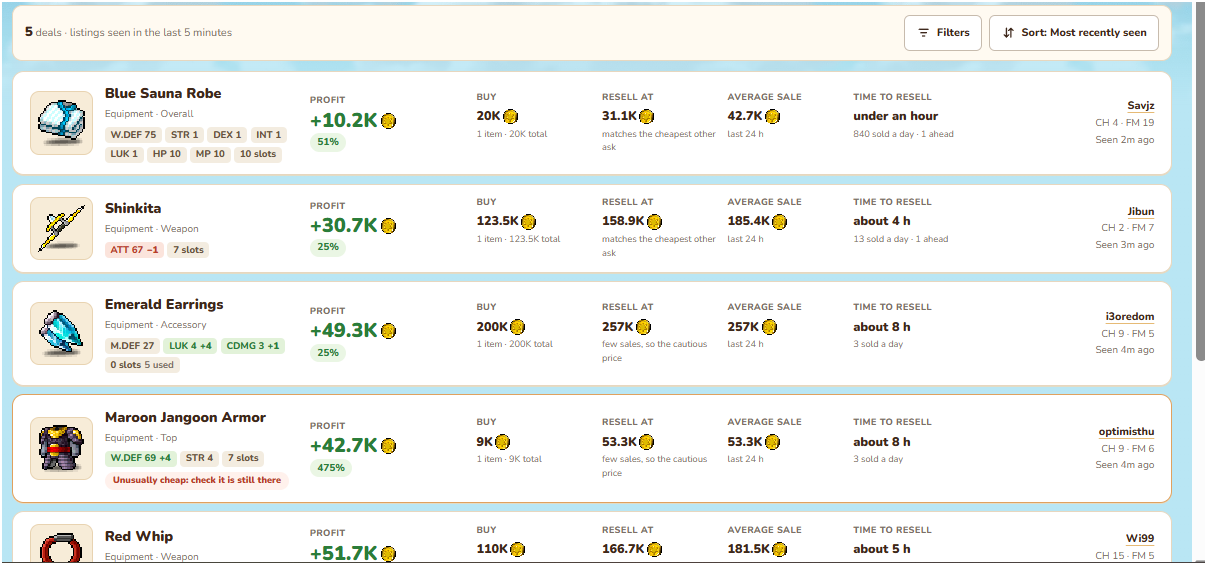 5 deals · listings seen in the last 5 minutes
Filters
Sort: Most recently seen
Blue Sauna Robe
Equipment · Overall
W.DEF 75 STR 1 DEX 1 INT 1
LUK 1 HP 10 MP 10 10 slots
PROFIT
+10.2K
51%
BUY
20K
1 item · 20K total
RESELL AT
31.1K
matches the cheapest other
ask
AVERAGE SALE
42.7K
last 24 h
TIME TO RESELL
under an hour
840 sold a day · 1 ahead
Savjz
CH 4 · FM 19
Seen 2m ago
Shinkita
Equipment · Weapon
ATT 67 −1 7 slots
PROFIT
+30.7K
25%
BUY
123.5K
1 item · 123.5K total
RESELL AT
158.9K
matches the cheapest other
ask
AVERAGE SALE
185.4K
last 24 h
TIME TO RESELL
about 4 h
13 sold a day · 1 ahead
Jibun
CH 2 · FM 7
Seen 3m ago
Emerald Earrings
Equipment · Accessory
M.DEF 27 LUK 4 +4 CDMG 3 +1
0 slots 5 used
PROFIT
+49.3K
25%
BUY
200K
1 item · 200K total
RESELL AT
257K
few sales, so the cautious
price
AVERAGE SALE
257K
last 24 h
TIME TO RESELL
about 8 h
3 sold a day
i3oredom
CH 9 · FM 5
Seen 4m ago
Maroon Jangoon Armor
Equipment · Top
W.DEF 69 +4 STR 4 7 slots
Unusually cheap: check it is still there
PROFIT
+42.7K
475%
BUY
9K
1 item · 9K total
RESELL AT
53.3K
few sales, so the cautious
price
AVERAGE SALE
53.3K
last 24 h
TIME TO RESELL
about 8 h
3 sold a day
optimisthu
CH 9 · FM 6
Seen 4m ago
Red Whip
Equipment · Weapon
PROFIT
+51.7K
BUY
110K
RESELL AT
166.7K
AVERAGE SALE
181.5K
TIME TO RESELL
about 5 h
Wi99
CH 15 · FM 5